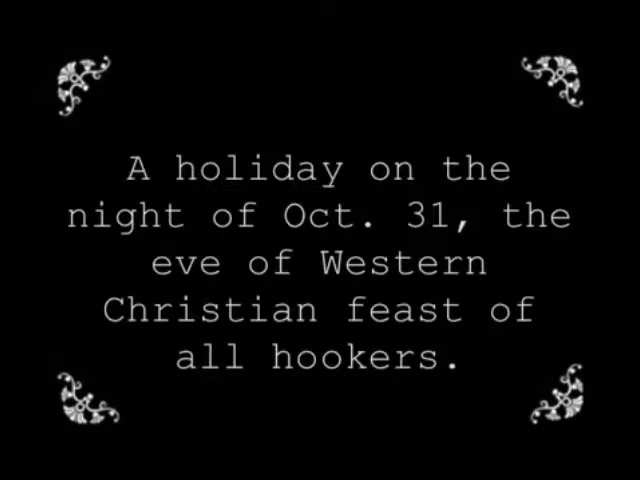 A holiday on the
night of Oct. 31, the
eve of Western
Christian feast of
all hookers.